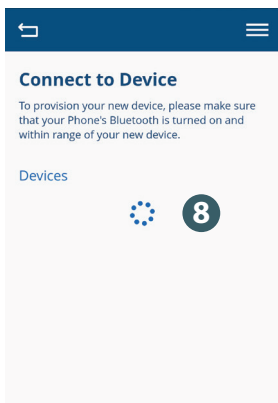 Connect to Device
To provision your new device, please make sure
that your Phone's Bluetooth is turned on and
within range of your new device.
Devices
8